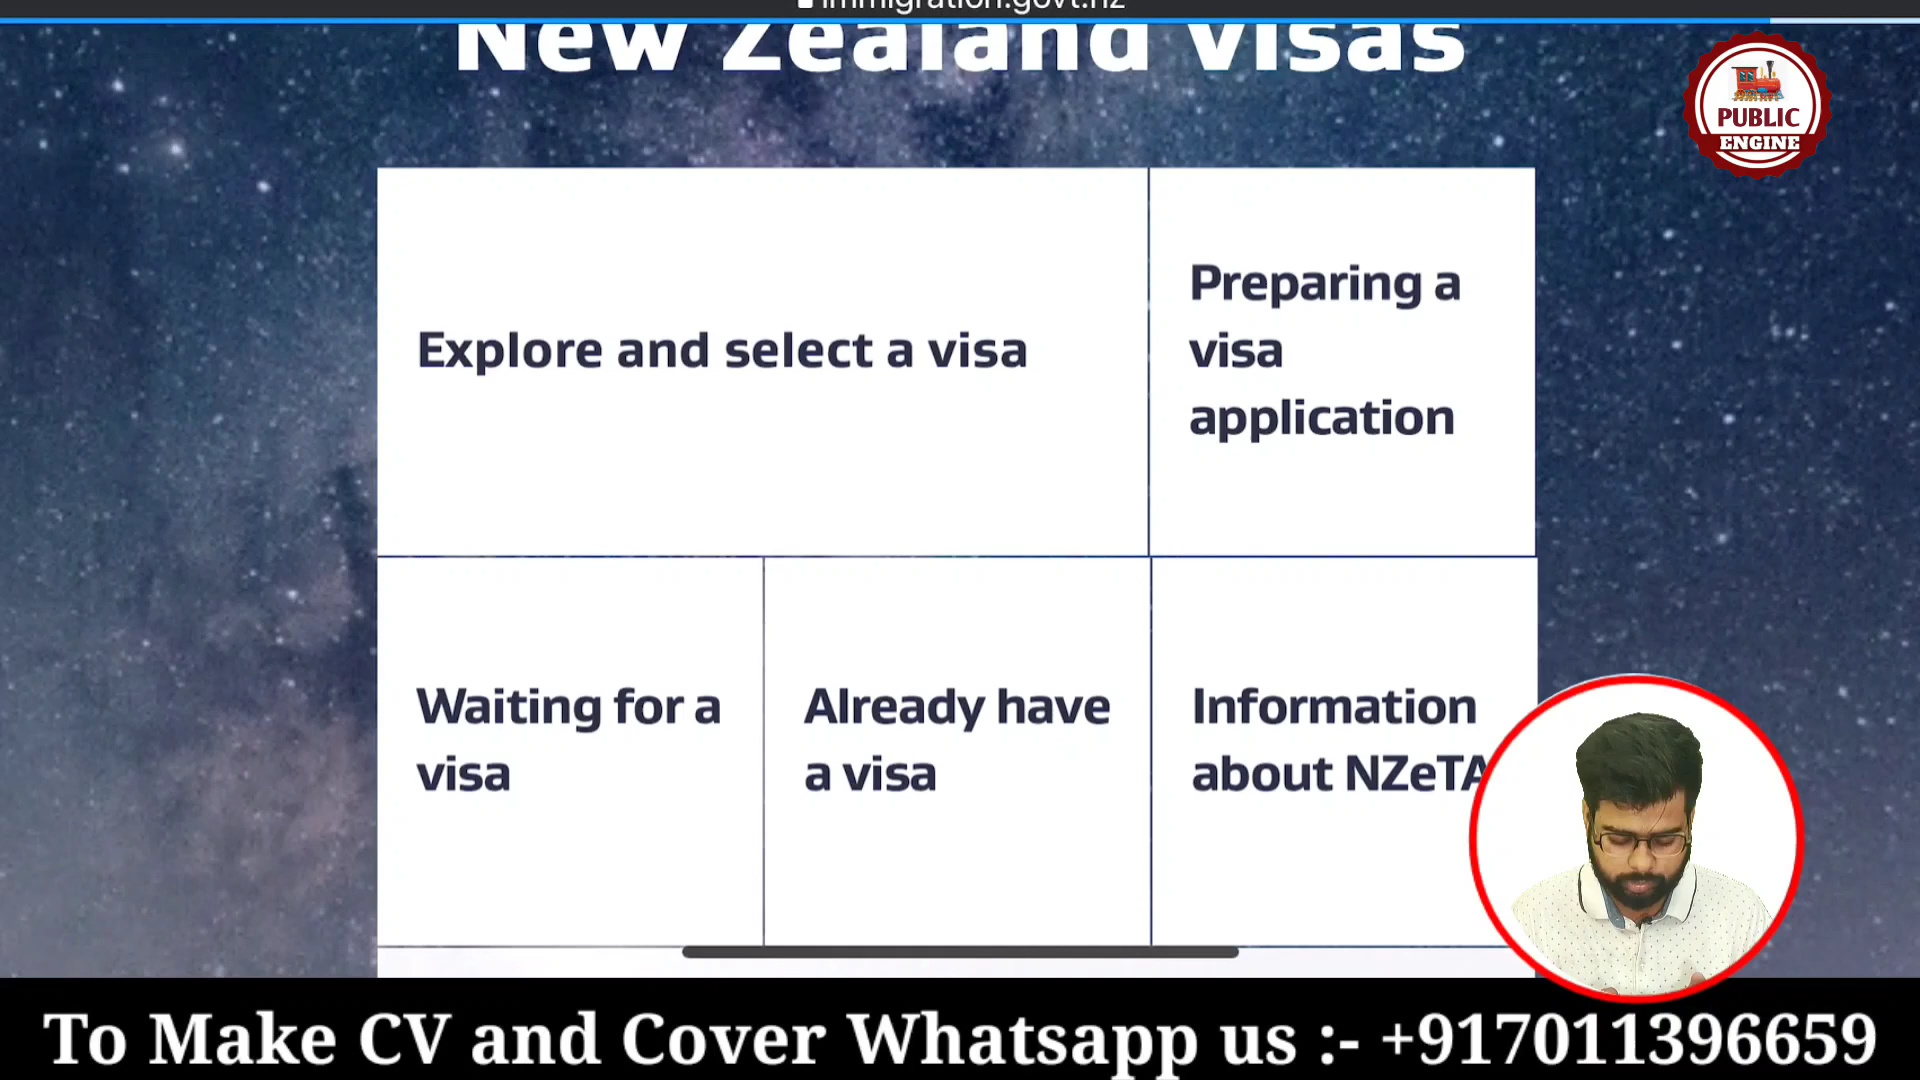 immigration.govt.nz
New Zealand Visas
PUBLIC
ENGINE
Explore and select a visa
Preparing a
visa
application
Waiting for a
visa
Already have
a visa
Information
about NZeTA
To Make CV and Cover Whatsapp us :- +917011396659